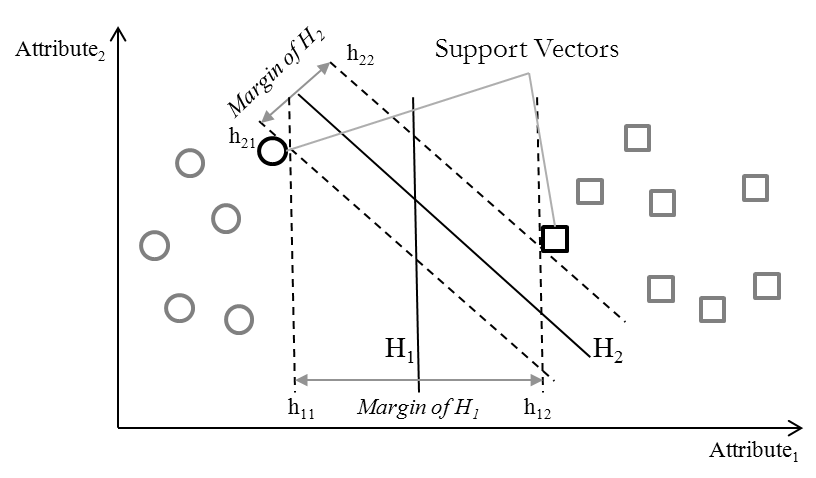 Attribute₂
Margin of H₂
h₂₂
Support Vectors
h₂₁
H₁
H₂
h₁₁
Margin of H₁
h₁₂
Attribute₁